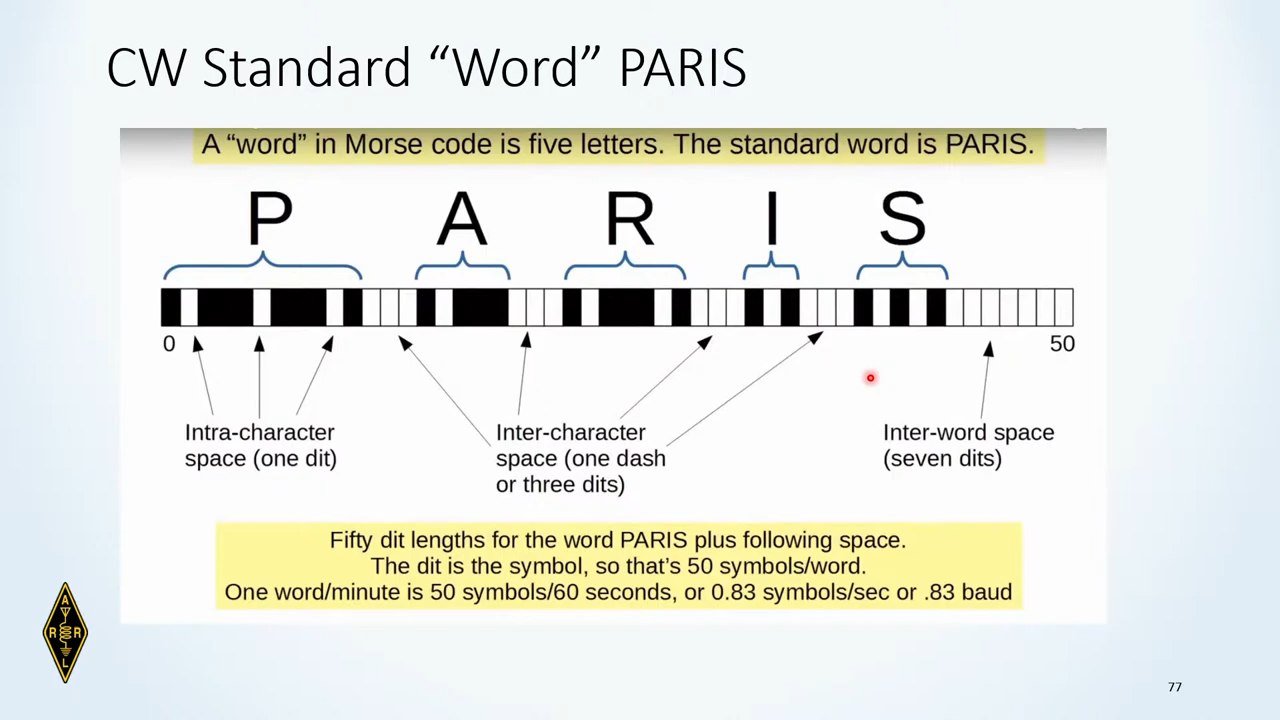 CW Standard “Word” PARIS
A “word” in Morse code is five letters. The standard word is PARIS.
P A R I S
0 50
Intra-character
space (one dit)
Inter-character
space (one dash
or three dits)
Inter-word space
(seven dits)
Fifty dit lengths for the word PARIS plus following space.
The dit is the symbol, so that’s 50 symbols/word.
One word/minute is 50 symbols/60 seconds, or 0.83 symbols/sec or .83 baud
A
R R
L
77